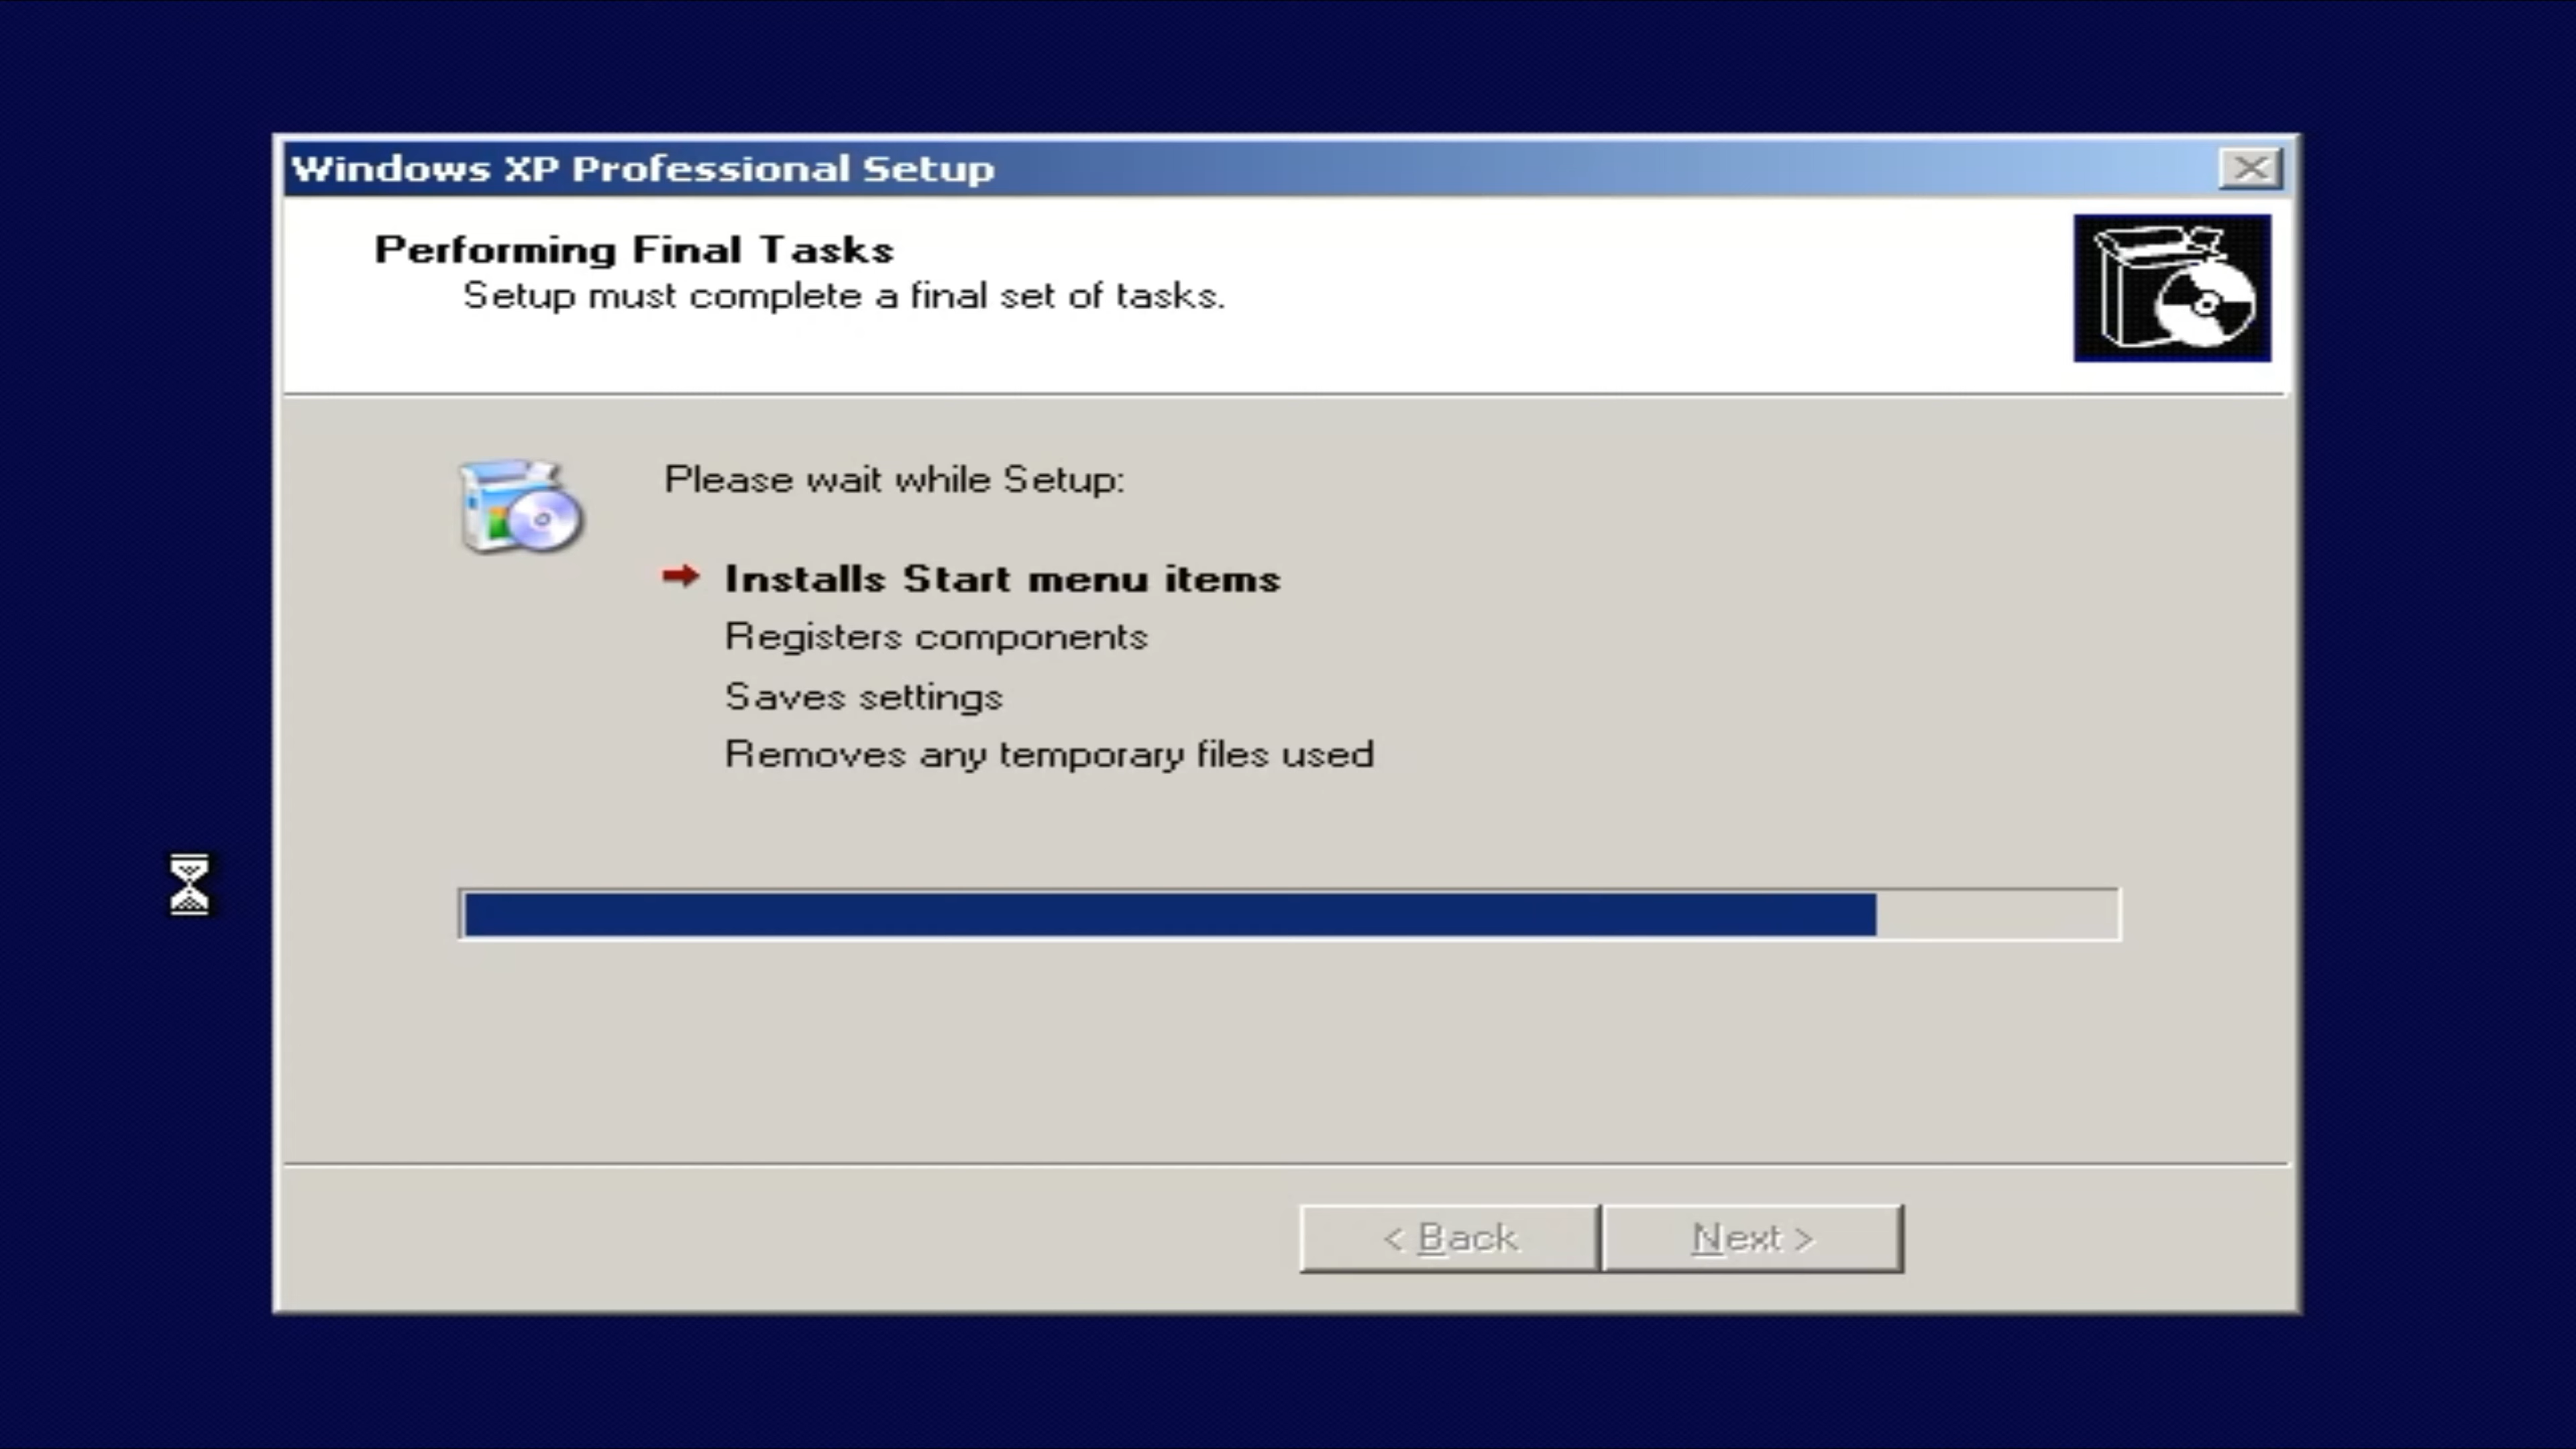 Windows XP Professional Setup
Performing Final Tasks
Setup must complete a final set of tasks.
Please wait while Setup:
Installs Start menu items
Registers components
Saves settings
Removes any temporary files used
< Back
Next >